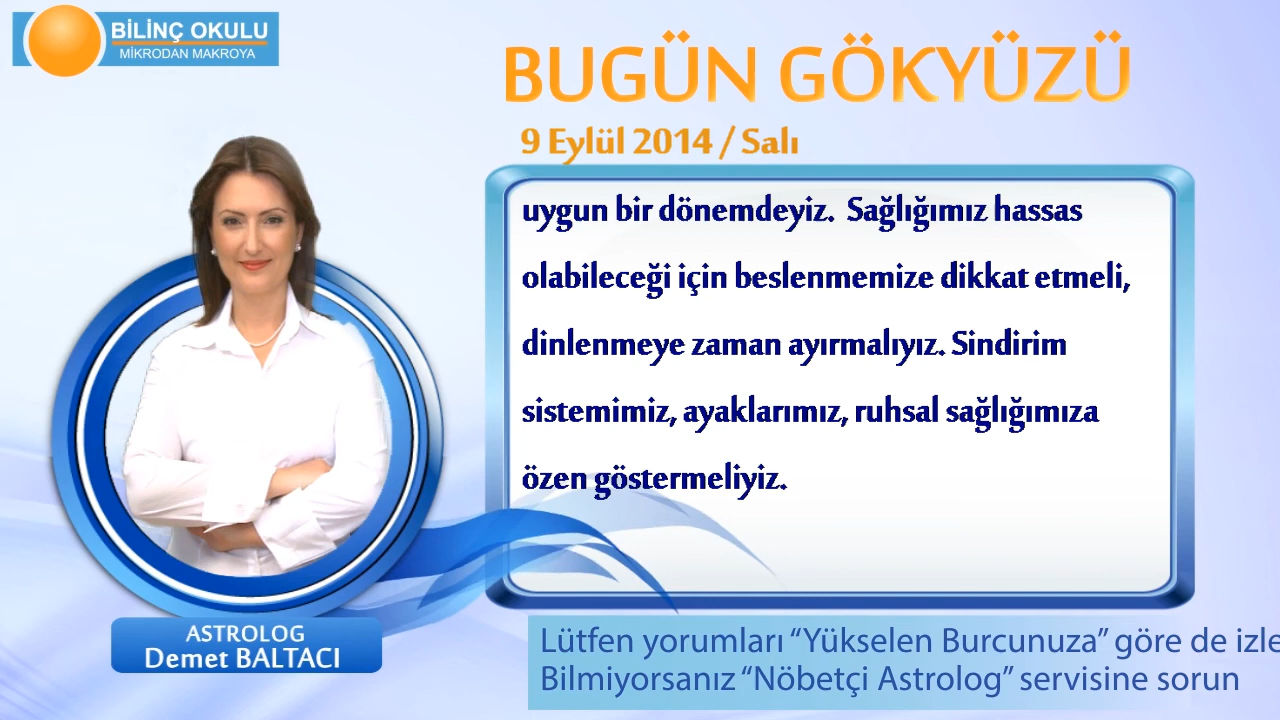 BİLİNÇ OKULU
MİKRODAN MAKROYA
BUGÜN GÖKYÜZÜ
9 Eylül 2014 / Salı
uygun bir dönemdeyiz. Sağlığımız hassas
olabileceği için beslenmemize dikkat etmeli,
dinlenmeye zaman ayırmalıyız. Sindirim
sistemimiz, ayaklarımız, ruhsal sağlığımıza
özen göstermeliyiz.
ASTROLOG
Demet BALTACI
Lütfen yorumları “Yükselen Burcunuza” göre de izle
Bilmiyorsanız “Nöbetçi Astrolog” servisine sorun